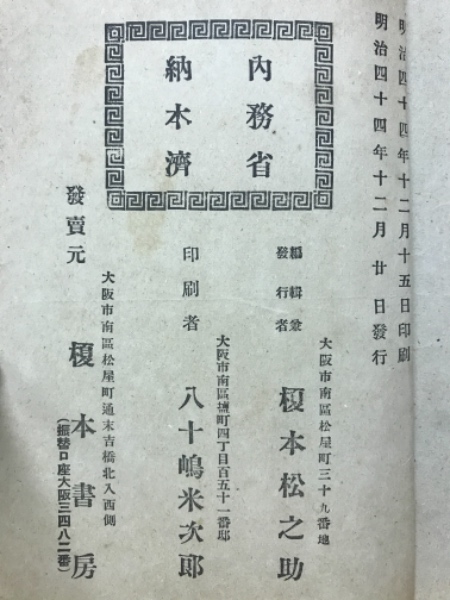 明治四十四年十二月十五日印刷
明治四十四年十二月廿日發行
內務省
納本濟
大阪市南區松屋町三十九番地
編輯兼
發行者
榎本松之助
大阪市南區鹽町四丁目百五十一番邸
印刷者
八十嶋米次郎
發賣元
大阪市南區松屋町通末吉橋北入西側
榎本書房
(振替口座大阪三四八二番)